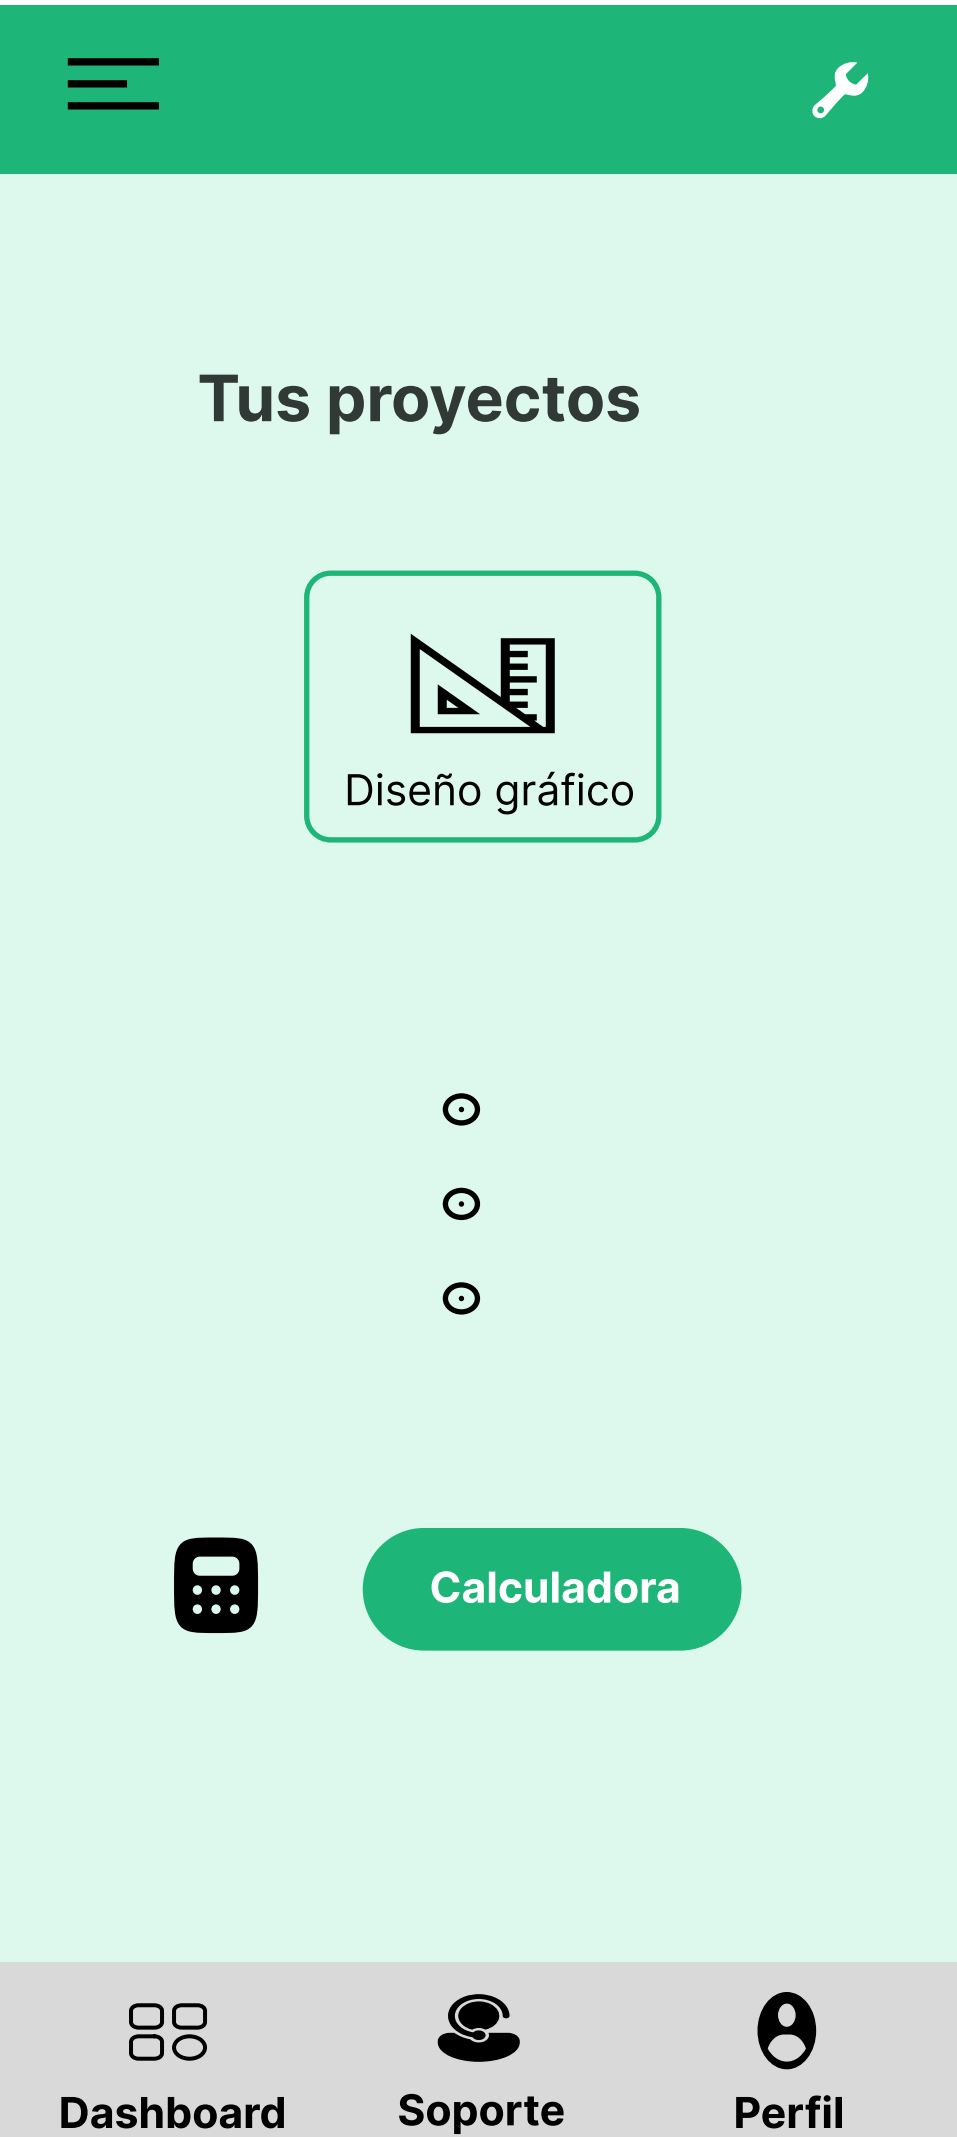 Tus proyectos
Diseño gráfico
Calculadora
Dashboard
Soporte
Perfil